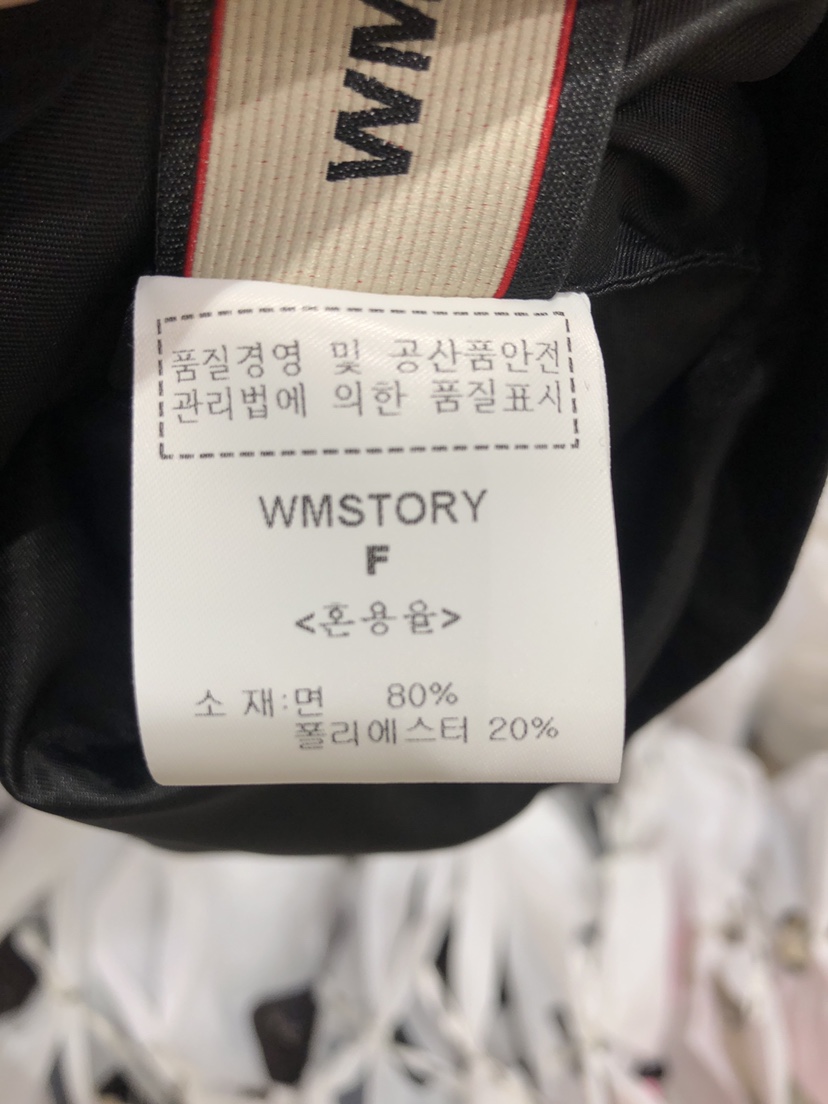 WM
품질경영 및 공산품안전
관리법에 의한 품질표시
WMSTORY
F
<혼용율>
소 재:면 80%
폴리에스터 20%